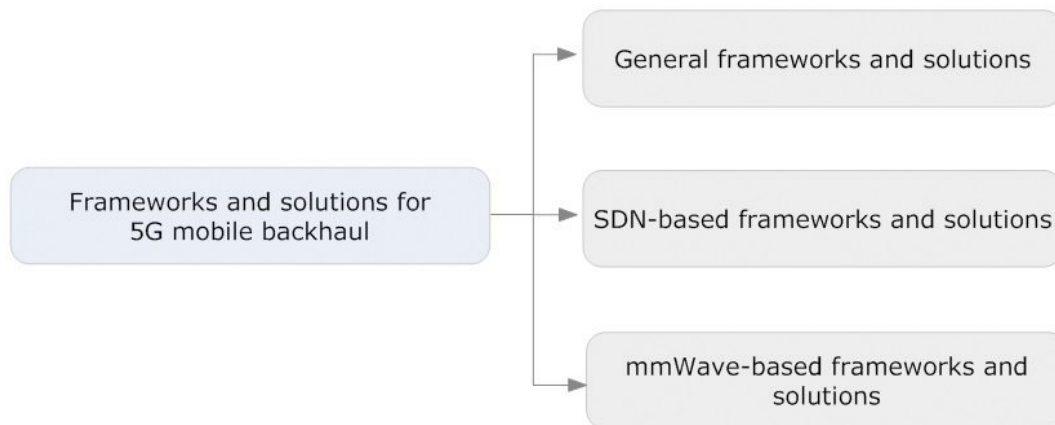 General frameworks and solutions
Frameworks and solutions for
5G mobile backhaul
SDN-based frameworks and solutions
mmWave-based frameworks and
solutions